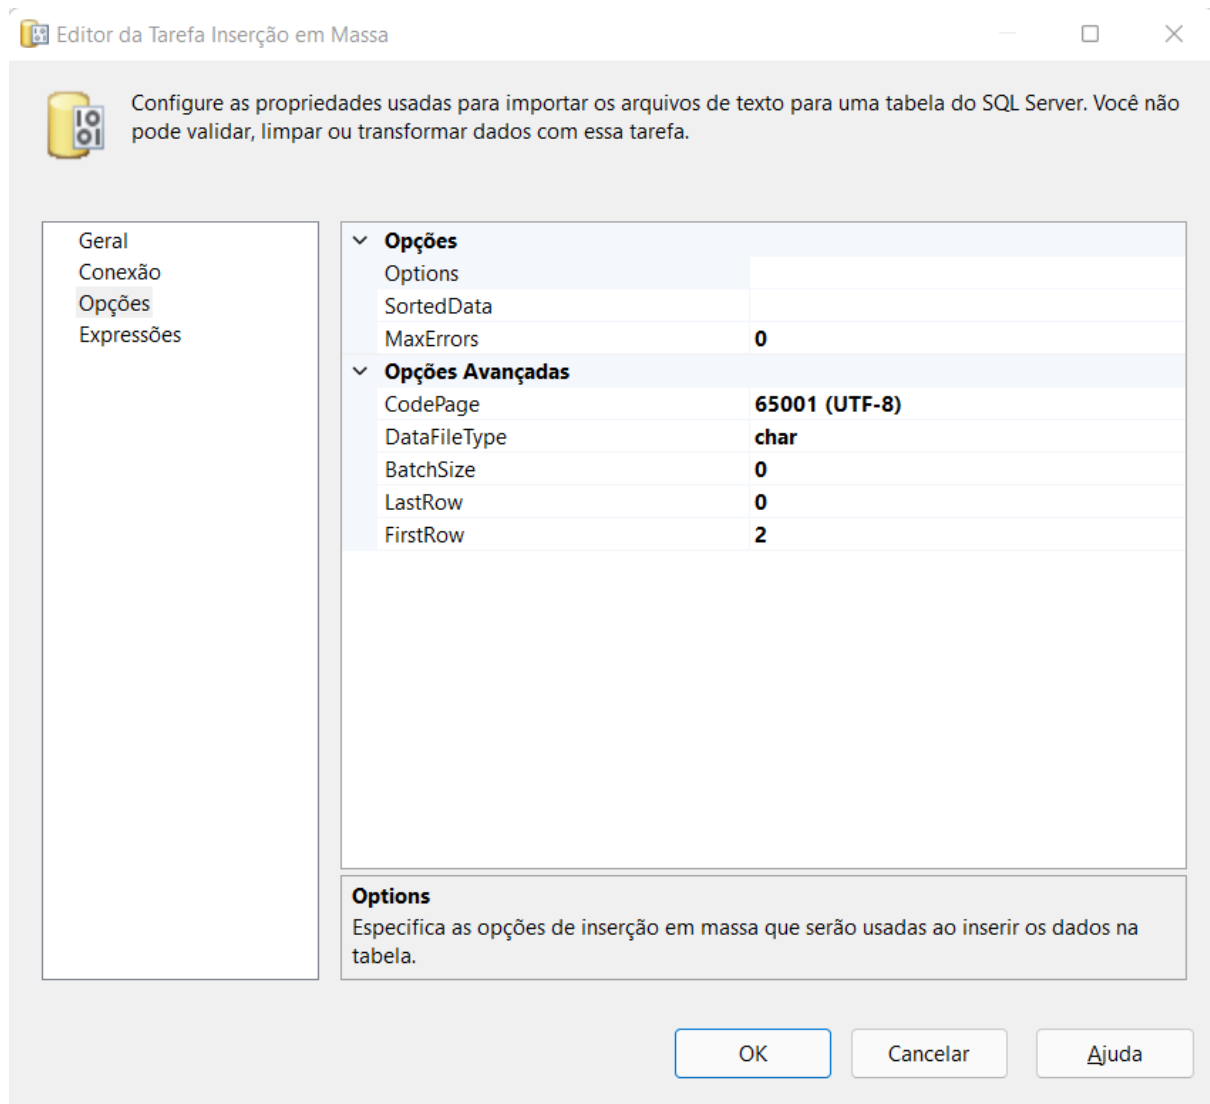 Editor da Tarefa Inserção em Massa
Configure as propriedades usadas para importar os arquivos de texto para uma tabela do SQL Server. Você não
pode validar, limpar ou transformar dados com essa tarefa.
Geral
Conexão
Opções
Expressões
Opções
Options
SortedData
MaxErrors 0
Opções Avançadas
CodePage 65001 (UTF-8)
DataFileType char
BatchSize 0
LastRow 0
FirstRow 2
Options
Especifica as opções de inserção em massa que serão usadas ao inserir os dados na
tabela.
OK Cancelar Ajuda